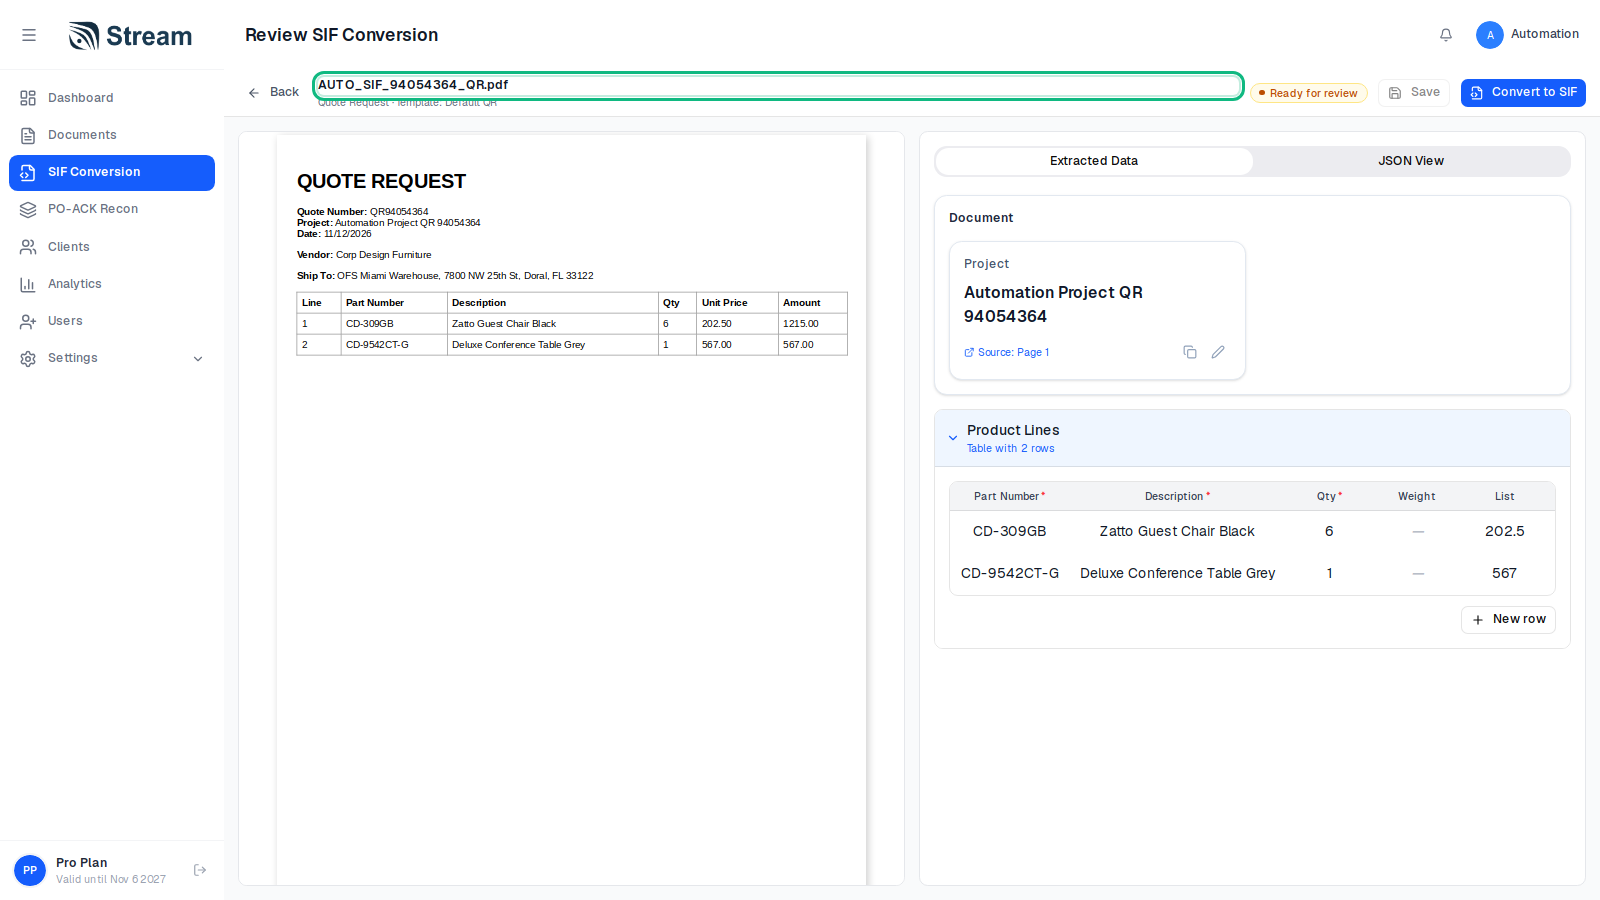 Stream
Review SIF Conversion
A
Automation
Dashboard
Documents
SIF Conversion
PO-ACK Recon
Clients
Analytics
Users
Settings
PP
Pro Plan
Valid until Nov 6 2027
Back
AUTO_SIF_94054364_QR.pdf
Quote Request · Template: Default QR
Ready for review
Save
Convert to SIF
QUOTE REQUEST
Quote Number: QR94054364
Project: Automation Project QR 94054364
Date: 11/12/2026
Vendor: Corp Design Furniture
Ship To: OFS Miami Warehouse, 7800 NW 25th St, Doral, FL 33122
Line Part Number Description Qty Unit Price Amount
1 CD-309GB Zatto Guest Chair Black 6 202.50 1215.00
2 CD-9542CT-G Deluxe Conference Table Grey 1 567.00 567.00
Extracted Data
JSON View
Document
Project
Automation Project QR
94054364
Source: Page 1
Product Lines
Table with 2 rows
Part Number* Description* Qty* Weight List
CD-309GB Zatto Guest Chair Black 6 — 202.5
CD-9542CT-G Deluxe Conference Table Grey 1 — 567
New row